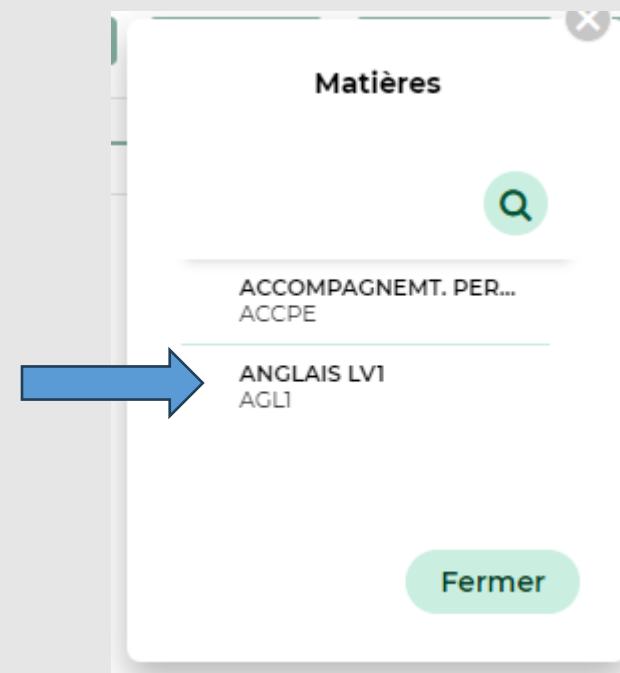 Matières
ACCOMPAGNEMT. PER...
ACCPE
ANGLAIS LV1
AGL1
Fermer